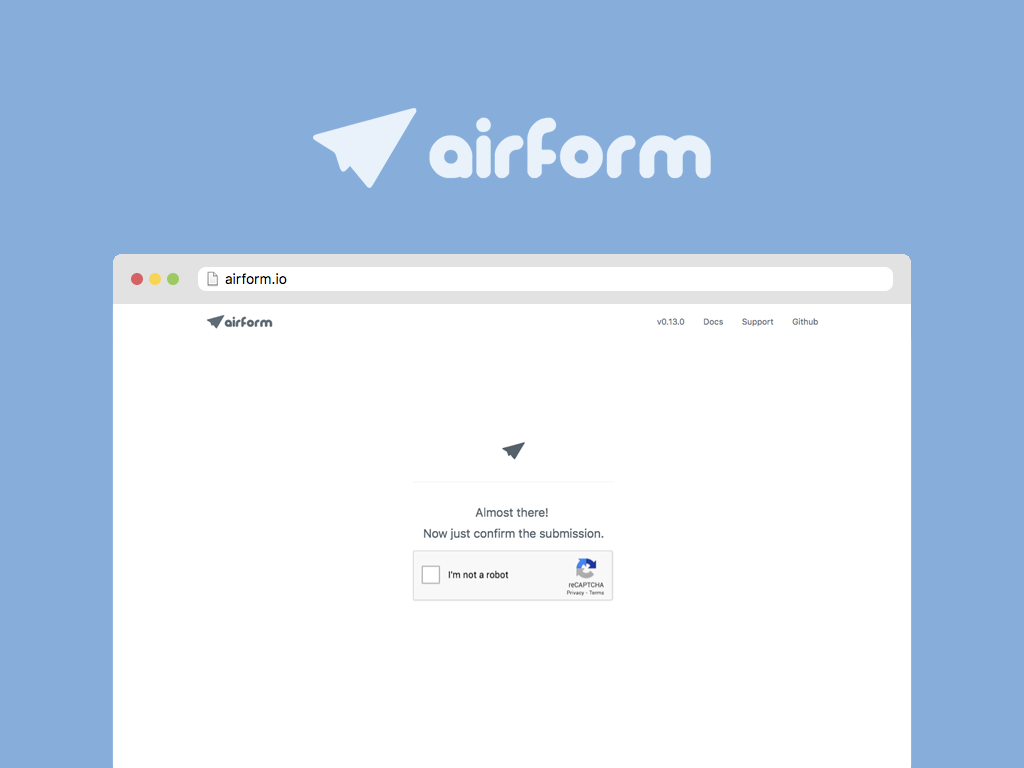 airform
airform.io
airform
v0.13.0 Docs Support Github
Almost there!
Now just confirm the submission.
I'm not a robot
reCAPTCHA
Privacy - Terms